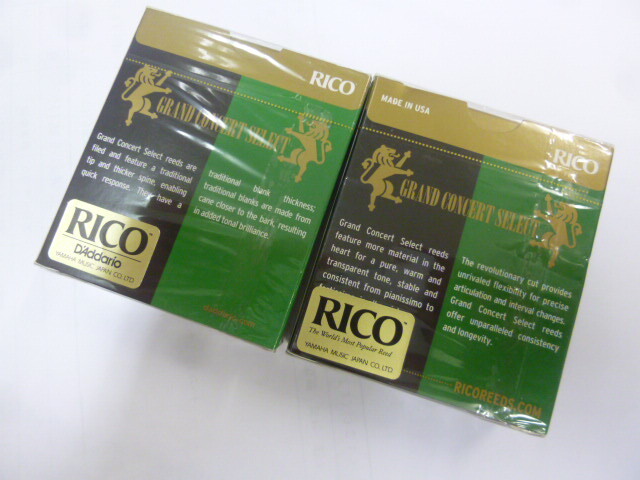 RICO
GRAND CONCERT SELECT
Grand Concert Select reeds are
filed and feature a traditional
tip and thicker spine, enabling
quick response. They have a
traditional blank thickness;
traditional blanks are made from
cane closer to the bark, resulting
in added tonal brilliance.
RICO
D'Addario
YAMAHA MUSIC JAPAN CO., LTD
MADE IN USA
RICO
GRAND CONCERT SELECT
Grand Concert Select reeds
feature more material in the
heart for a pure, warm and
transparent tone, stable and
consistent from pianissimo to
The revolutionary cut provides
unrivaled flexibility for precise
articulation and interval changes.
Grand Concert Select reeds
offer unparalleled consistency
and longevity.
RICO
The World's Most Popular Reed
YAMAHA MUSIC JAPAN CO., LTD
RICOREEDS.COM